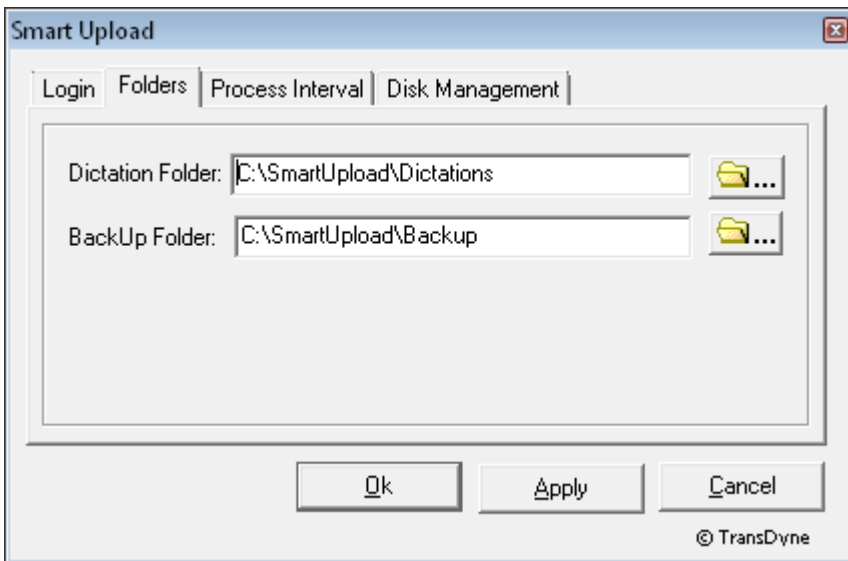 Smart Upload
Login Folders Process Interval Disk Management
Dictation Folder: C:\SmartUpload\Dictations ...
BackUp Folder: C:\SmartUpload\Backup ...
Ok Apply Cancel
© TransDyne